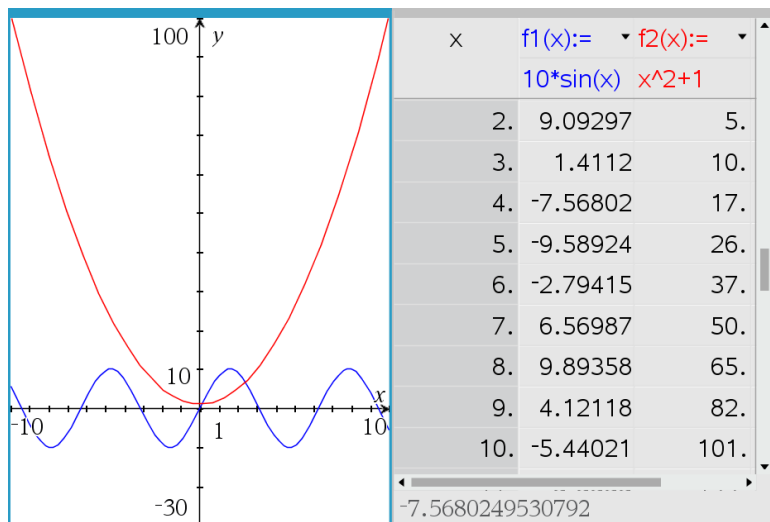 100 y
10
x
-10 1 10
-30
x f1(x):= f2(x):=
10*sin(x) x^2+1
2. 9.09297 5.
3. 1.4112 10.
4. -7.56802 17.
5. -9.58924 26.
6. -2.79415 37.
7. 6.56987 50.
8. 9.89358 65.
9. 4.12118 82.
10. -5.44021 101.
-7.5680249530792